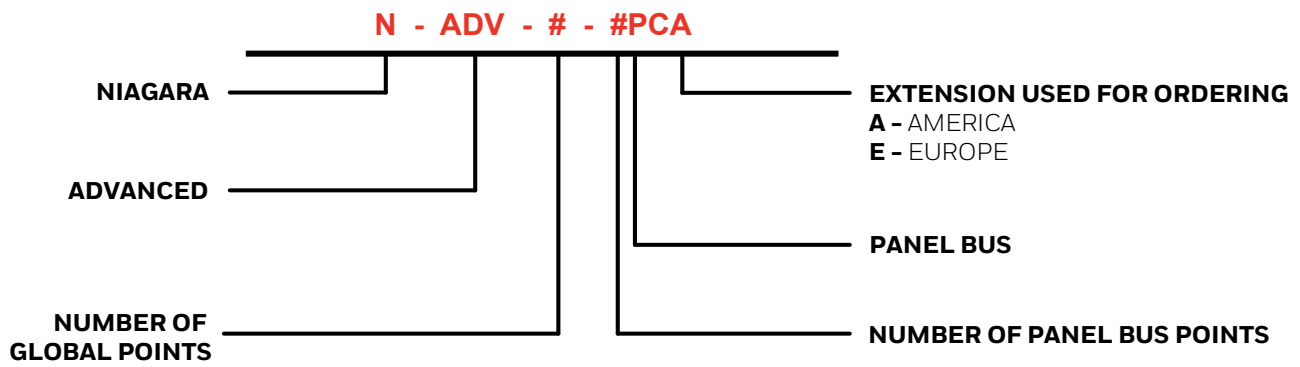 N - ADV - # - #PCA
NIAGARA
EXTENSION USED FOR ORDERING
A - AMERICA
E - EUROPE
ADVANCED
PANEL BUS
NUMBER OF
GLOBAL POINTS
NUMBER OF PANEL BUS POINTS